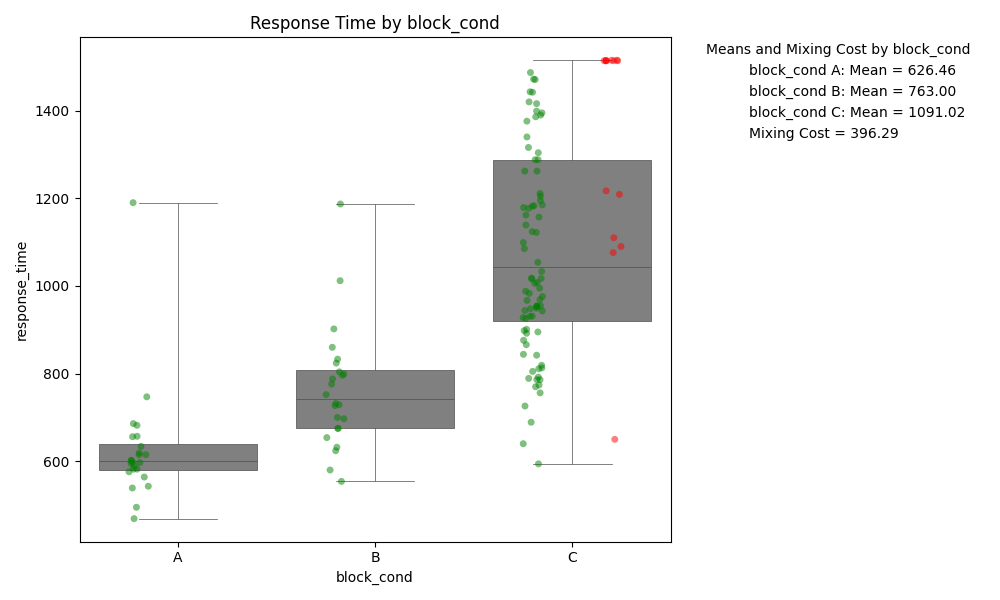 Response Time by block_cond
Means and Mixing Cost by block_cond
block_cond A: Mean = 626.46
block_cond B: Mean = 763.00
block_cond C: Mean = 1091.02
Mixing Cost = 396.29
response_time
1400
1200
1000
800
600
A
B
C
block_cond